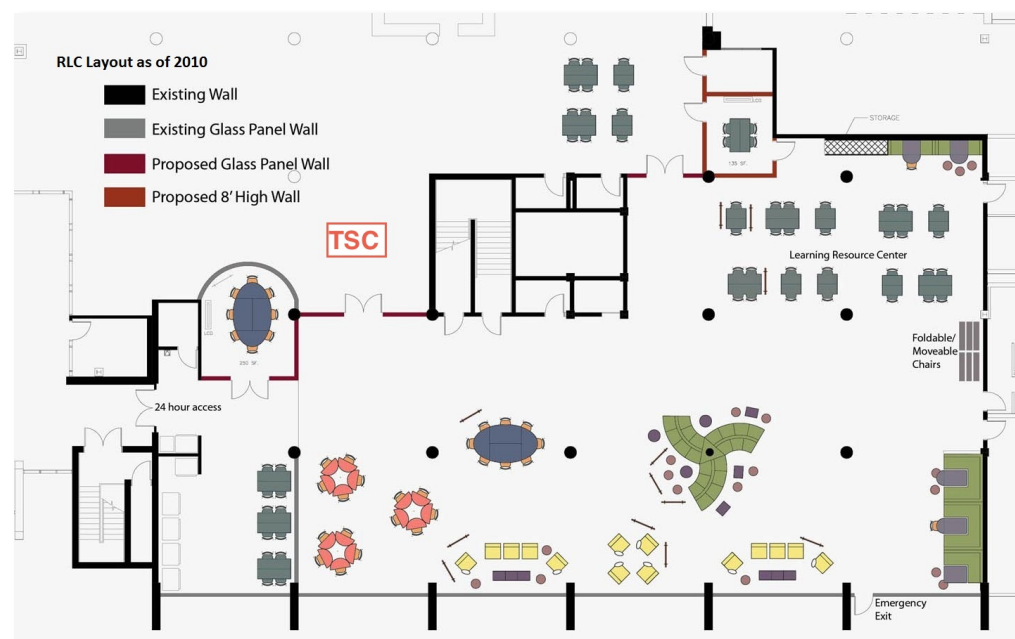 RLC Layout as of 2010
Existing Wall
Existing Glass Panel Wall
Proposed Glass Panel Wall
Proposed 8' High Wall
TSC
STORAGE
135 SF.
Learning Resource Center
Foldable/
Moveable
Chairs
250 SF.
24 hour access
Emergency
Exit